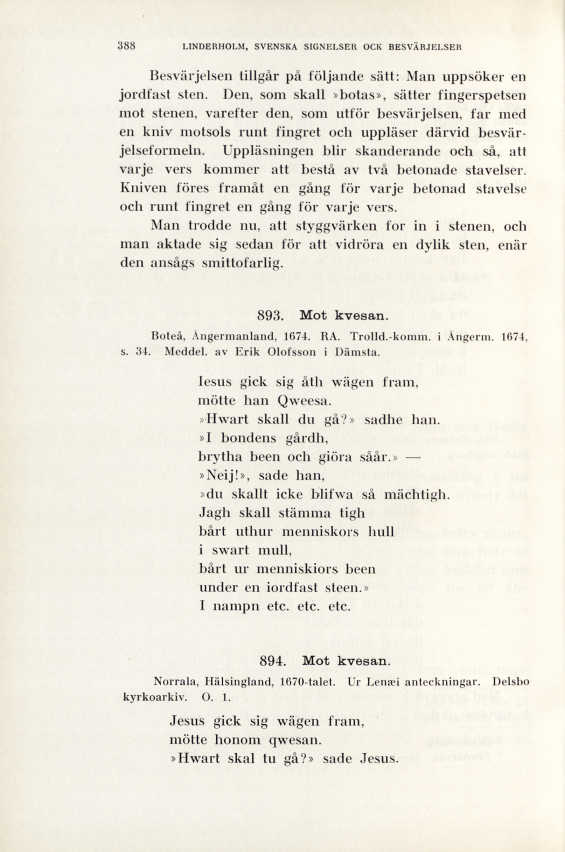 388 LINDERHOLM, SVENSKA SIGNELSER OCK BESVÄRJELSER
Besvärjelsen tillgår på följande sätt: Man uppsöker en
jordfast sten. Den, som skall »botas», sätter fingerspetsen
mot stenen, varefter den, som utför besvärjelsen, far med
en kniv motsols runt fingret och uppläser därvid besvär-
jelseformeln. Uppläsningen blir skanderande och så, att
varje vers kommer att bestå av två betonade stavelser.
Kniven föres framåt en gång för varje betonad stavelse
och runt fingret en gång för varje vers.
Man trodde nu, att styggvärken for in i stenen, och
man aktade sig sedan för att vidröra en dylik sten, enär
den ansågs smittofarlig.
893. Mot kvesan.
Boteå, Ångermanland, 1674. RA. Trolld.-komm. i Ångerm. 1674,
s. 34. Meddel. av Erik Olofsson i Dämsta.
Iesus gick sig åth wägen fram,
mötte han Qweesa.
»Hwart skall du gå?» sadhe han.
»I bondens gårdh,
brytha been och giöra såår.» —
»Neij!», sade han,
»du skallt icke blifwa så mächtigh.
Jagh skall stämma tigh
bårt uthur menniskors hull
i swart mull,
bårt ur menniskiors been
under en iordfast steen.»
I nampn etc. etc. etc.
894. Mot kvesan.
Norrala, Hälsingland, 1670-talet. Ur Lenæi anteckningar. Delsbo
kyrkoarkiv. O. 1.
Jesus gick sig wägen fram,
mötte honom qwesan.
»Hwart skal tu gå?» sade Jesus.